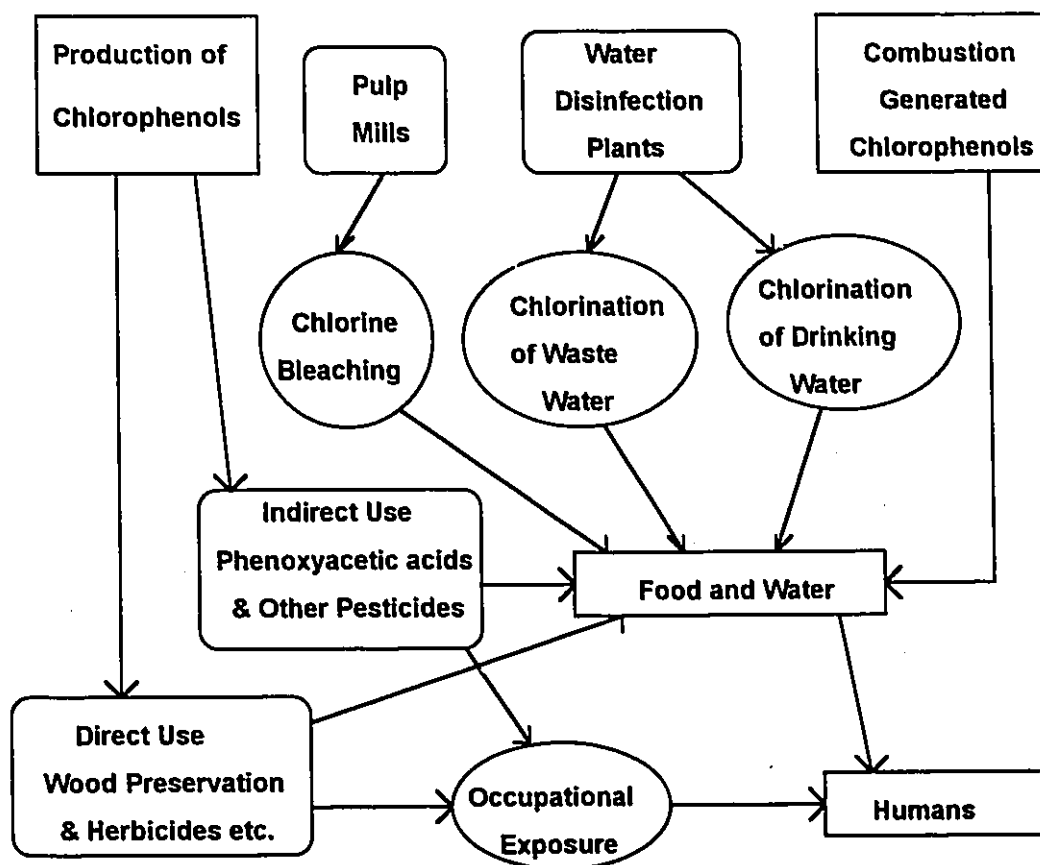 Production of
Chlorophenols
Pulp
Mills
Water
Disinfection
Plants
Combustion
Generated
Chlorophenols
Chlorine
Bleaching
Chlorination
of Waste
Water
Chlorination
of Drinking
Water
Indirect Use
Phenoxyacetic acids
& Other Pesticides
Food and Water
Direct Use
Wood Preservation
& Herbicides etc.
Occupational
Exposure
Humans